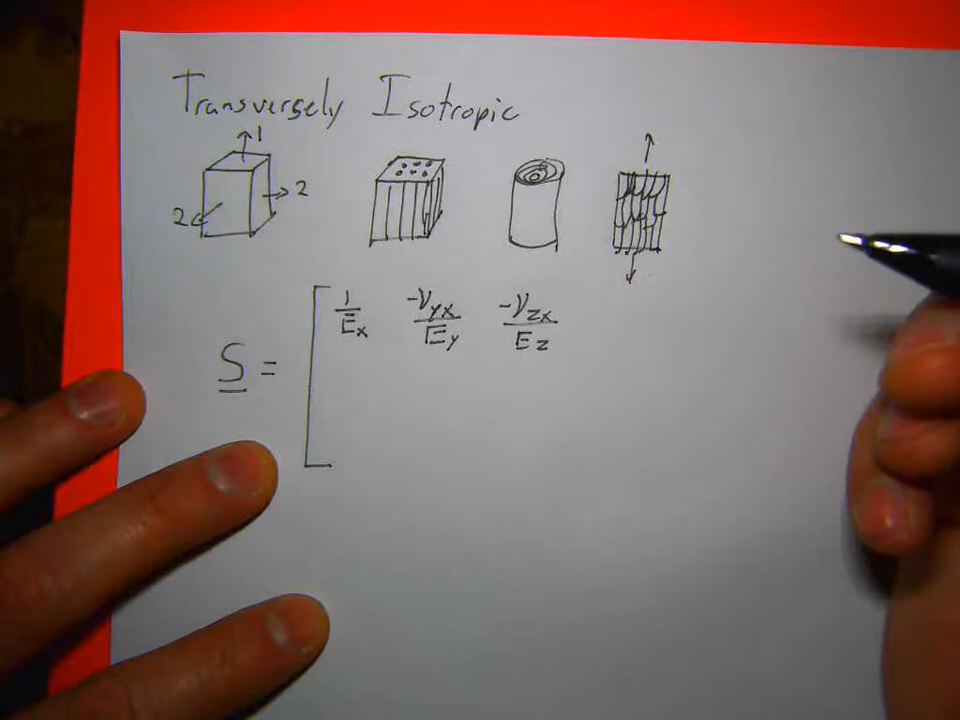 Transversely Isotropic
1
2 2
S = [ 1/Ex -νyx/Ey -νzx/Ez